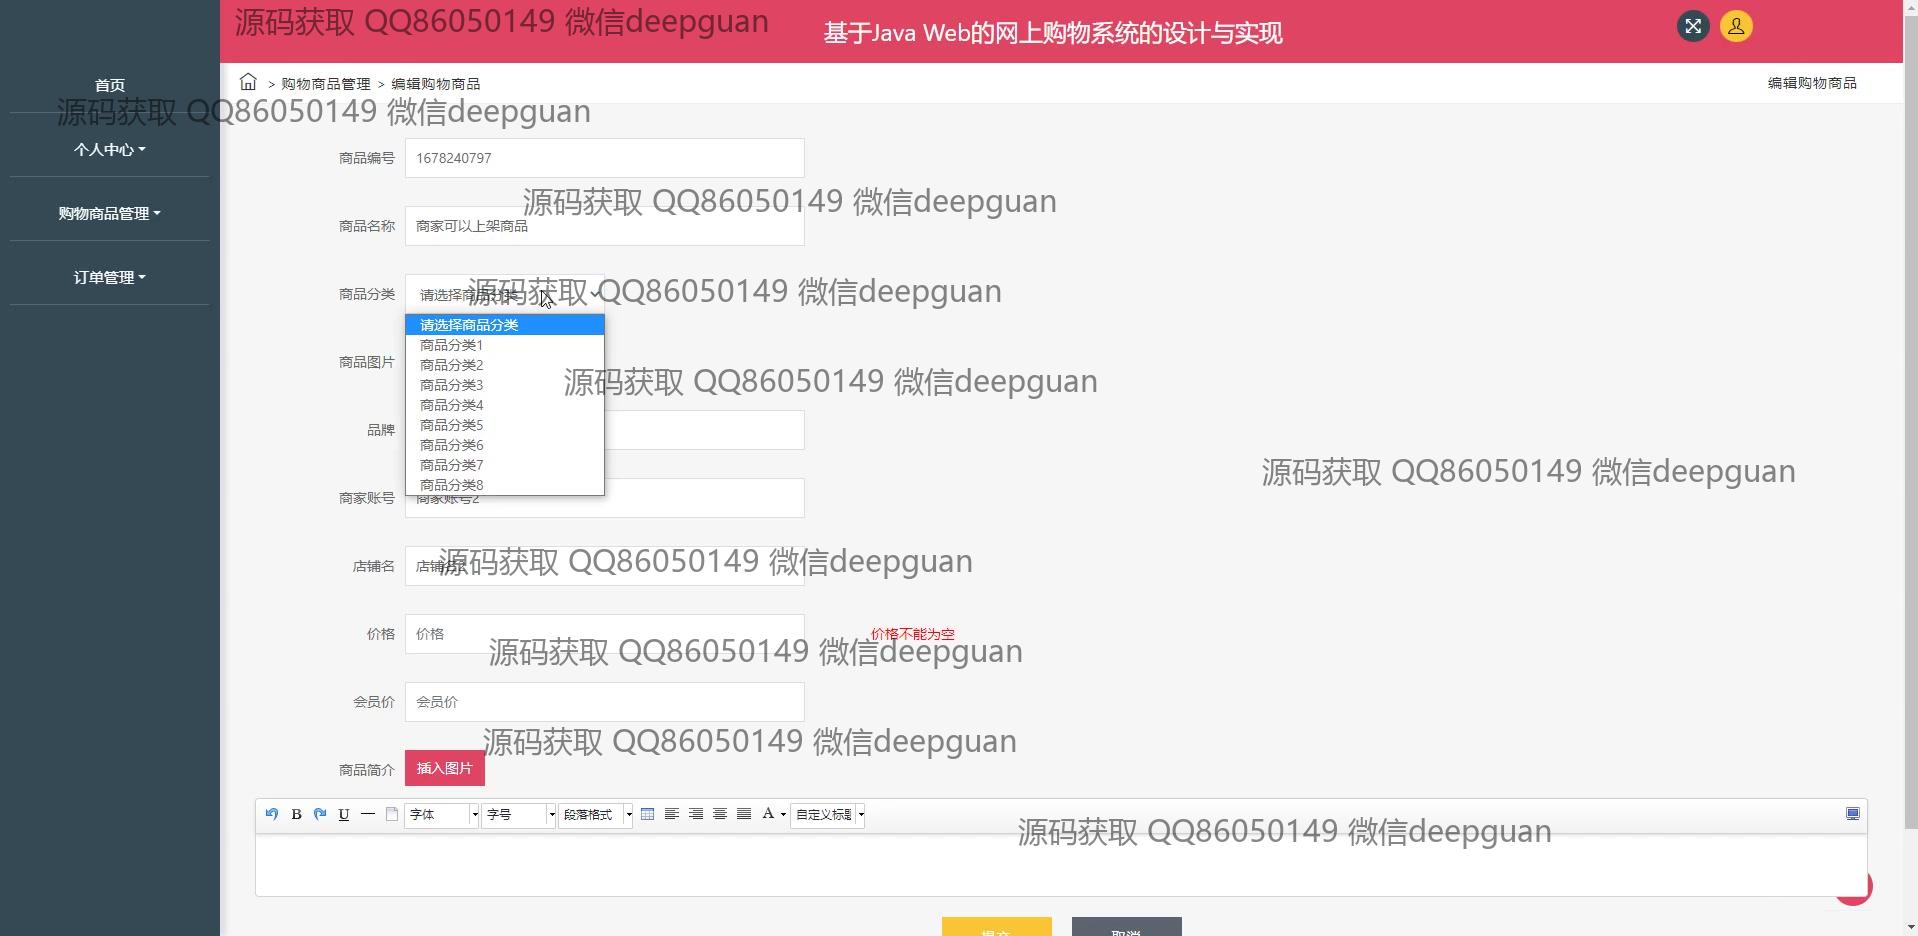 源码获取 QQ86050149 微信deepguan
基于Java Web的网上购物系统的设计与实现
首页
> 购物商品管理 > 编辑购物商品
编辑购物商品
源码获取 QQ86050149 微信deepguan
个人中心
商品编号
1678240797
购物商品管理
源码获取 QQ86050149 微信deepguan
商品名称
商家可以上架商品
订单管理
商品分类
请选择商品分类
源码获取 QQ86050149 微信deepguan
请选择商品分类
商品分类1
商品分类2
商品分类3
商品分类4
商品分类5
商品分类6
商品分类7
商品分类8
商品图片
源码获取 QQ86050149 微信deepguan
品牌
源码获取 QQ86050149 微信deepguan
商家账号
商家账号2
店铺名
源码获取 QQ86050149 微信deepguan
价格
价格
价格不能为空
源码获取 QQ86050149 微信deepguan
会员价
会员价
源码获取 QQ86050149 微信deepguan
商品简介
插入图片
B U 字体 字号 段落格式 A 自定义标题
源码获取 QQ86050149 微信deepguan
提交
取消